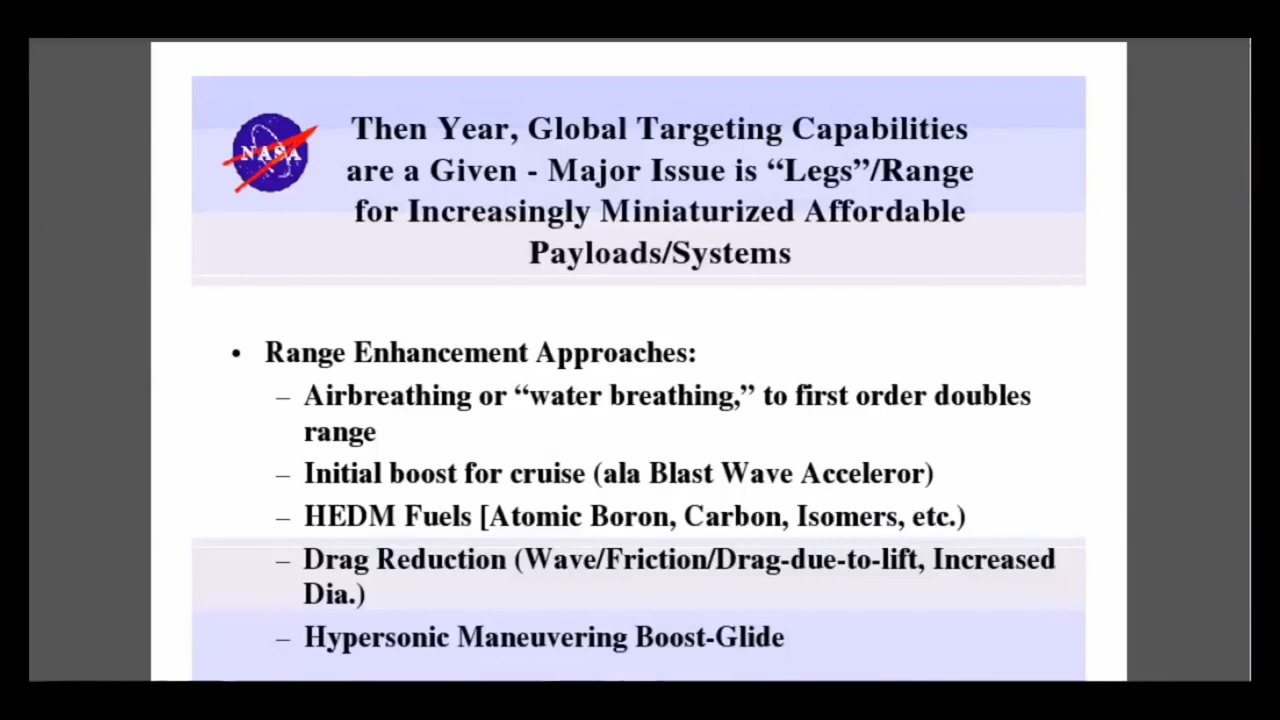 NASA
Then Year, Global Targeting Capabilities
are a Given - Major Issue is “Legs”/Range
for Increasingly Miniaturized Affordable
Payloads/Systems
• Range Enhancement Approaches:
– Airbreathing or “water breathing,” to first order doubles
range
– Initial boost for cruise (ala Blast Wave Acceleror)
– HEDM Fuels [Atomic Boron, Carbon, Isomers, etc.)
– Drag Reduction (Wave/Friction/Drag-due-to-lift, Increased
Dia.)
– Hypersonic Maneuvering Boost-Glide